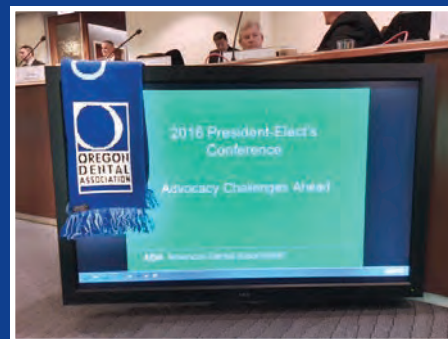 OREGON
DENTAL
ASSOCIATION
2016 President-Elect's
Conference
Advocacy Challenges Ahead
ADA American Dental Association